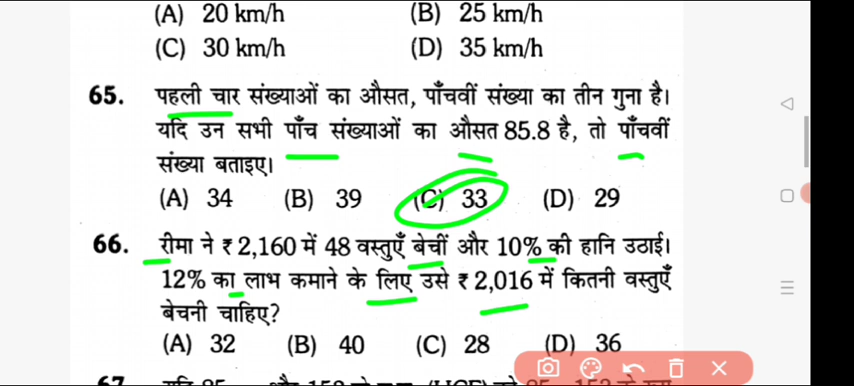 (A) 20 km/h (B) 25 km/h
(C) 30 km/h (D) 35 km/h
65. पहली चार संख्याओं का औसत, पाँचवीं संख्या का तीन गुना है।
यदि उन सभी पाँच संख्याओं का औसत 85.8 है, तो पाँचवीं
संख्या बताइए।
(A) 34 (B) 39 (C) 33 (D) 29
66. रीमा ने ₹ 2,160 में 48 वस्तुएँ बेचीं और 10% की हानि उठाई।
12% का लाभ कमाने के लिए उसे ₹ 2,016 में कितनी वस्तुएँ
बेचनी चाहिए?
(A) 32 (B) 40 (C) 28 (D) 36